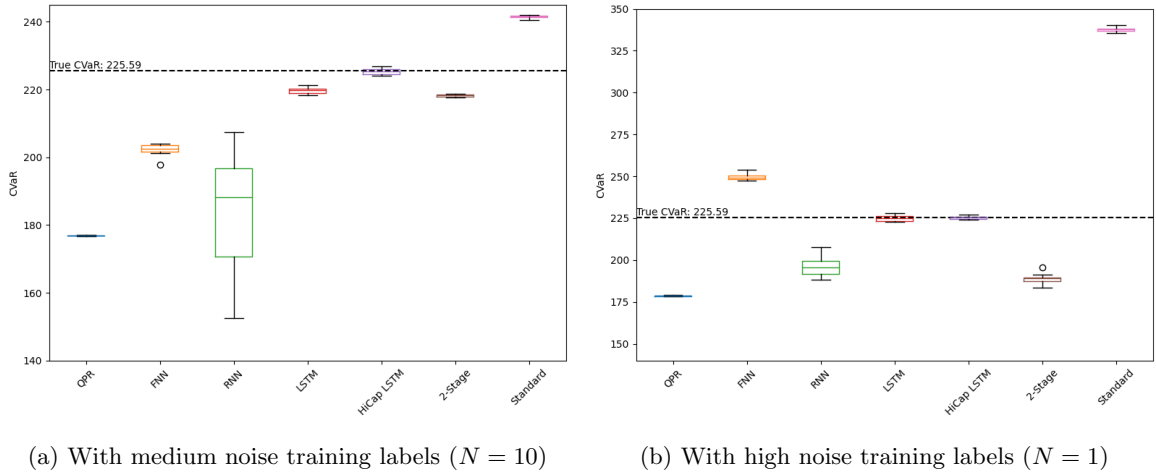 240
220
200
180
160
140
CVaR
True CVaR: 225.59
QPR
FNN
RNN
LSTM
HiCap LSTM
2-Stage
Standard
350
325
300
275
250
225
200
175
150
CVaR
True CVaR: 225.59
QPR
FNN
RNN
LSTM
HiCap LSTM
2-Stage
Standard
(a) With medium noise training labels (N = 10)
(b) With high noise training labels (N = 1)